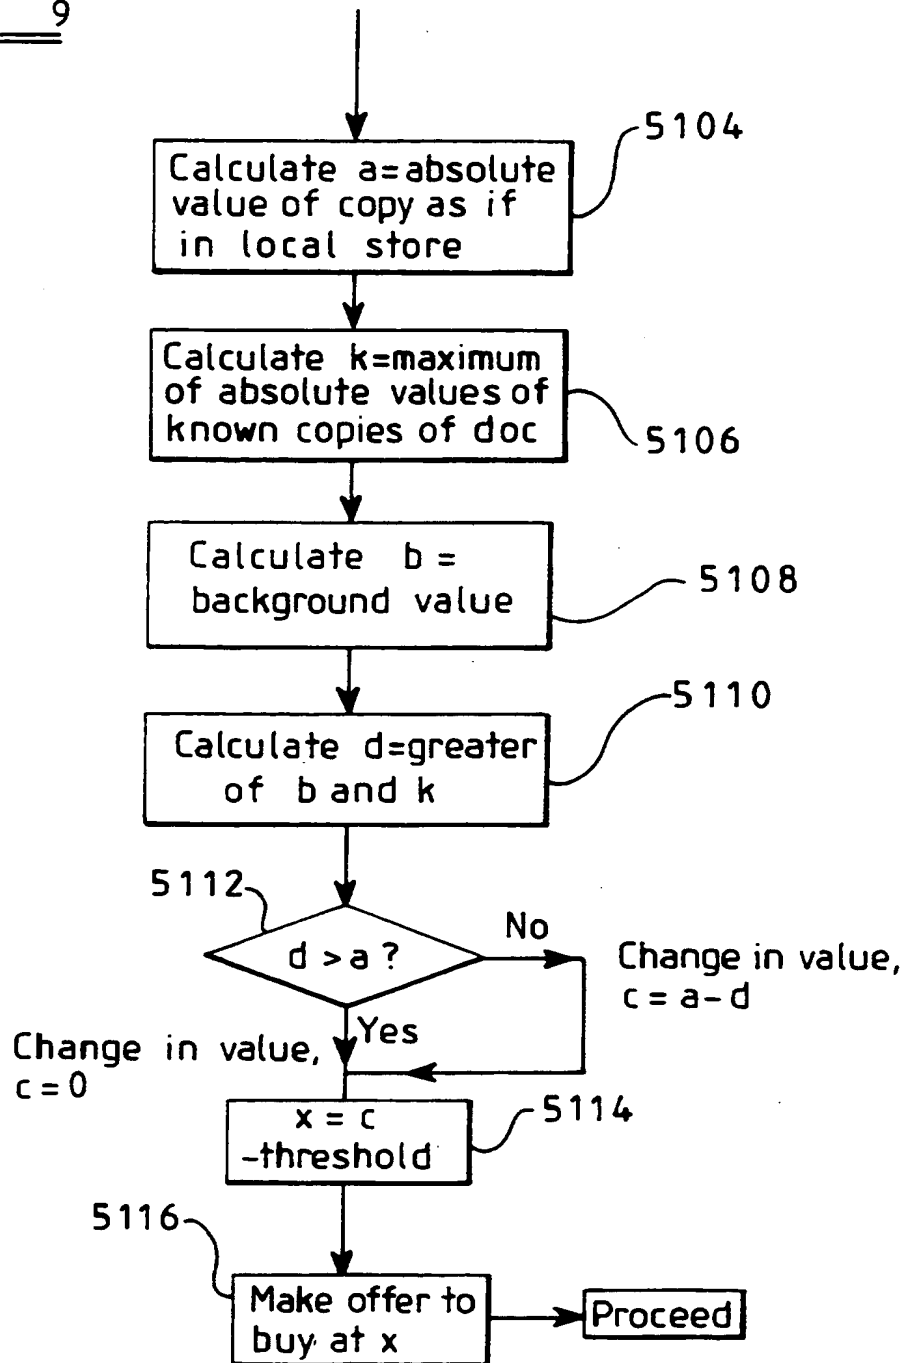 9
5104
Calculate a=absolute
value of copy as if
in local store
Calculate k=maximum
of absolute values of
known copies of doc
5106
Calculate b =
background value
5108
5110
Calculate d=greater
of b and k
5112
d > a ?
No
Change in value,
c = a-d
Yes
Change in value,
c = 0
x = c
-threshold
5114
5116
Make offer to
buy at x
Proceed